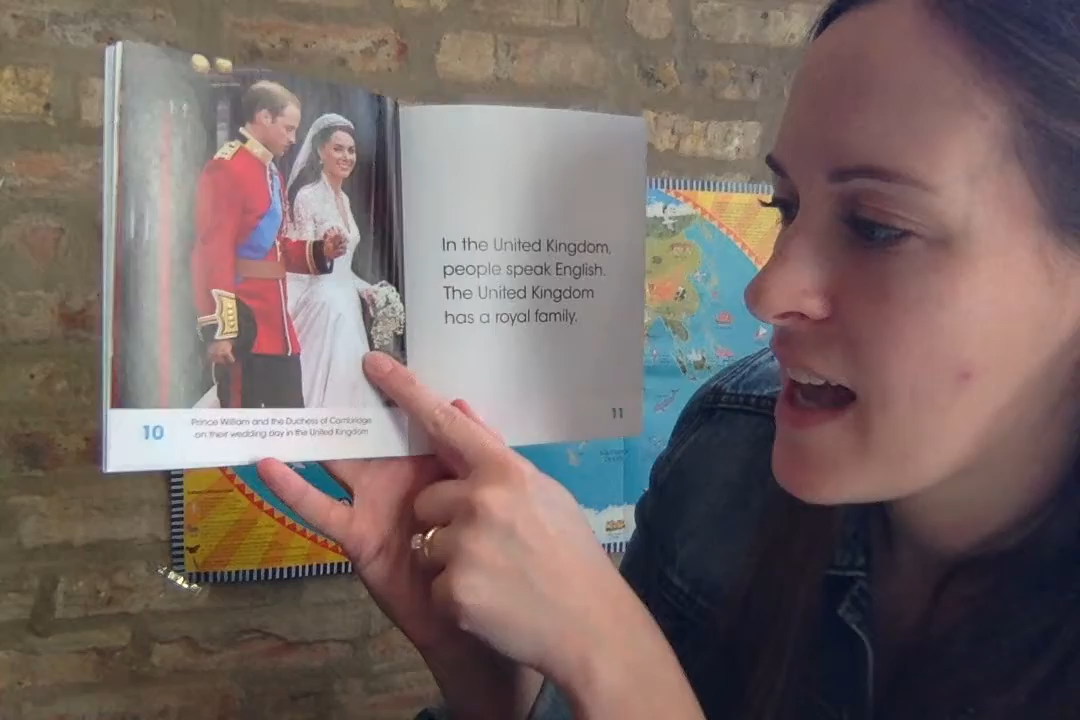 In the United Kingdom,
people speak English.
The United Kingdom
has a royal family.
Prince William and the Duchess of Cambridge
on their wedding day in the United Kingdom
10
11